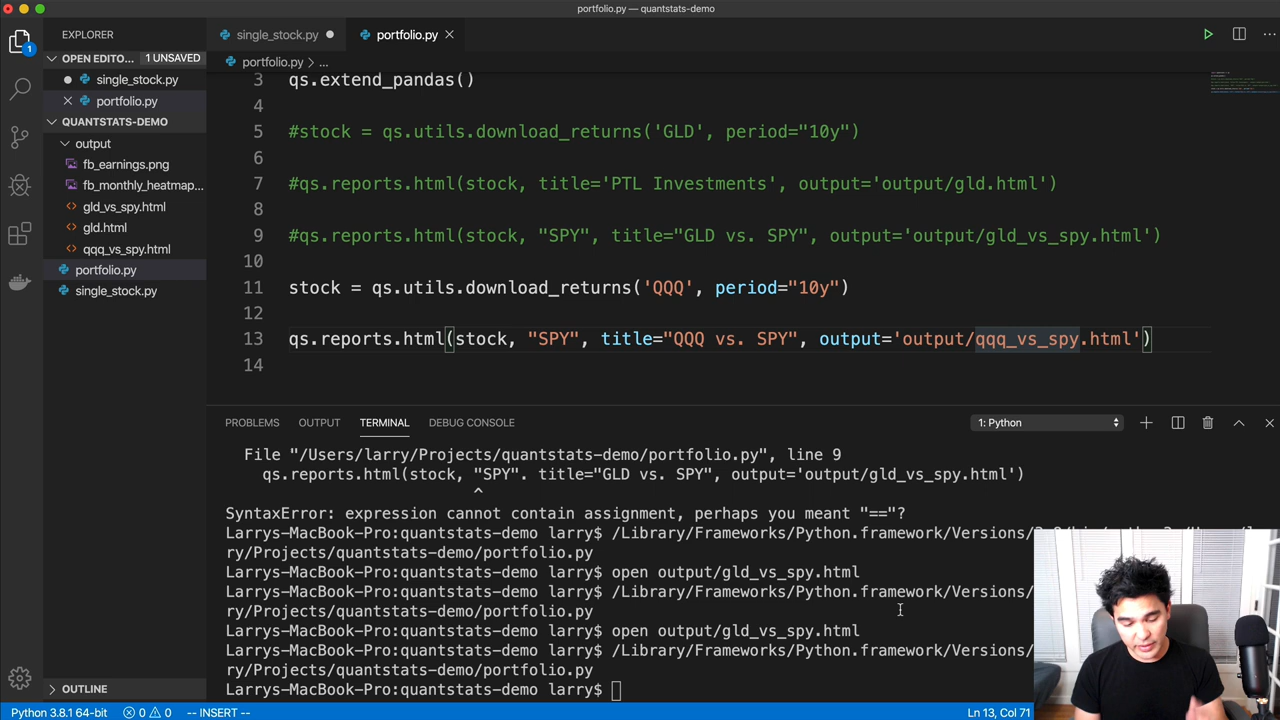 portfolio.py — quantstats-demo
EXPLORER
single_stock.py
portfolio.py
OPEN EDITO... 1 UNSAVED
single_stock.py
portfolio.py
QUANTSTATS-DEMO
output
fb_earnings.png
fb_monthly_heatmap...
gld_vs_spy.html
gld.html
qqq_vs_spy.html
portfolio.py
single_stock.py
OUTLINE
1
portfolio.py > ...
3 qs.extend_pandas()
4
5 #stock = qs.utils.download_returns('GLD', period="10y")
6
7 #qs.reports.html(stock, title='PTL Investments', output='output/gld.html')
8
9 #qs.reports.html(stock, "SPY", title="GLD vs. SPY", output='output/gld_vs_spy.html')
10
11 stock = qs.utils.download_returns('QQQ', period="10y")
12
13 qs.reports.html(stock, "SPY", title="QQQ vs. SPY", output='output/qqq_vs_spy.html')
14
PROBLEMS OUTPUT TERMINAL DEBUG CONSOLE 1: Python
File "/Users/larry/Projects/quantstats-demo/portfolio.py", line 9
qs.reports.html(stock, "SPY". title="GLD vs. SPY", output='output/gld_vs_spy.html')
^
SyntaxError: expression cannot contain assignment, perhaps you meant "=="?
Larrys-MacBook-Pro:quantstats-demo larry$ /Library/Frameworks/Python.framework/Versions/
ry/Projects/quantstats-demo/portfolio.py
Larrys-MacBook-Pro:quantstats-demo larry$ open output/gld_vs_spy.html
Larrys-MacBook-Pro:quantstats-demo larry$ /Library/Frameworks/Python.framework/Versions/
ry/Projects/quantstats-demo/portfolio.py
Larrys-MacBook-Pro:quantstats-demo larry$ open output/gld_vs_spy.html
Larrys-MacBook-Pro:quantstats-demo larry$ /Library/Frameworks/Python.framework/Versions/
ry/Projects/quantstats-demo/portfolio.py
Larrys-MacBook-Pro:quantstats-demo larry$
Python 3.8.1 64-bit 0 0 -- INSERT -- Ln 13, Col 71